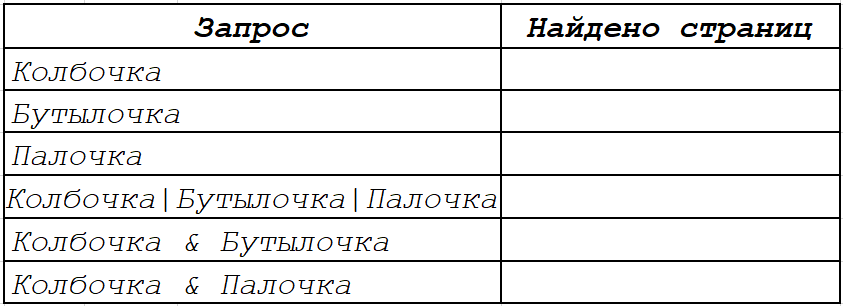 Запрос Найдено страниц
Колбочка
Бутылочка
Палочка
Колбочка|Бутылочка|Палочка
Колбочка & Бутылочка
Колбочка & Палочка